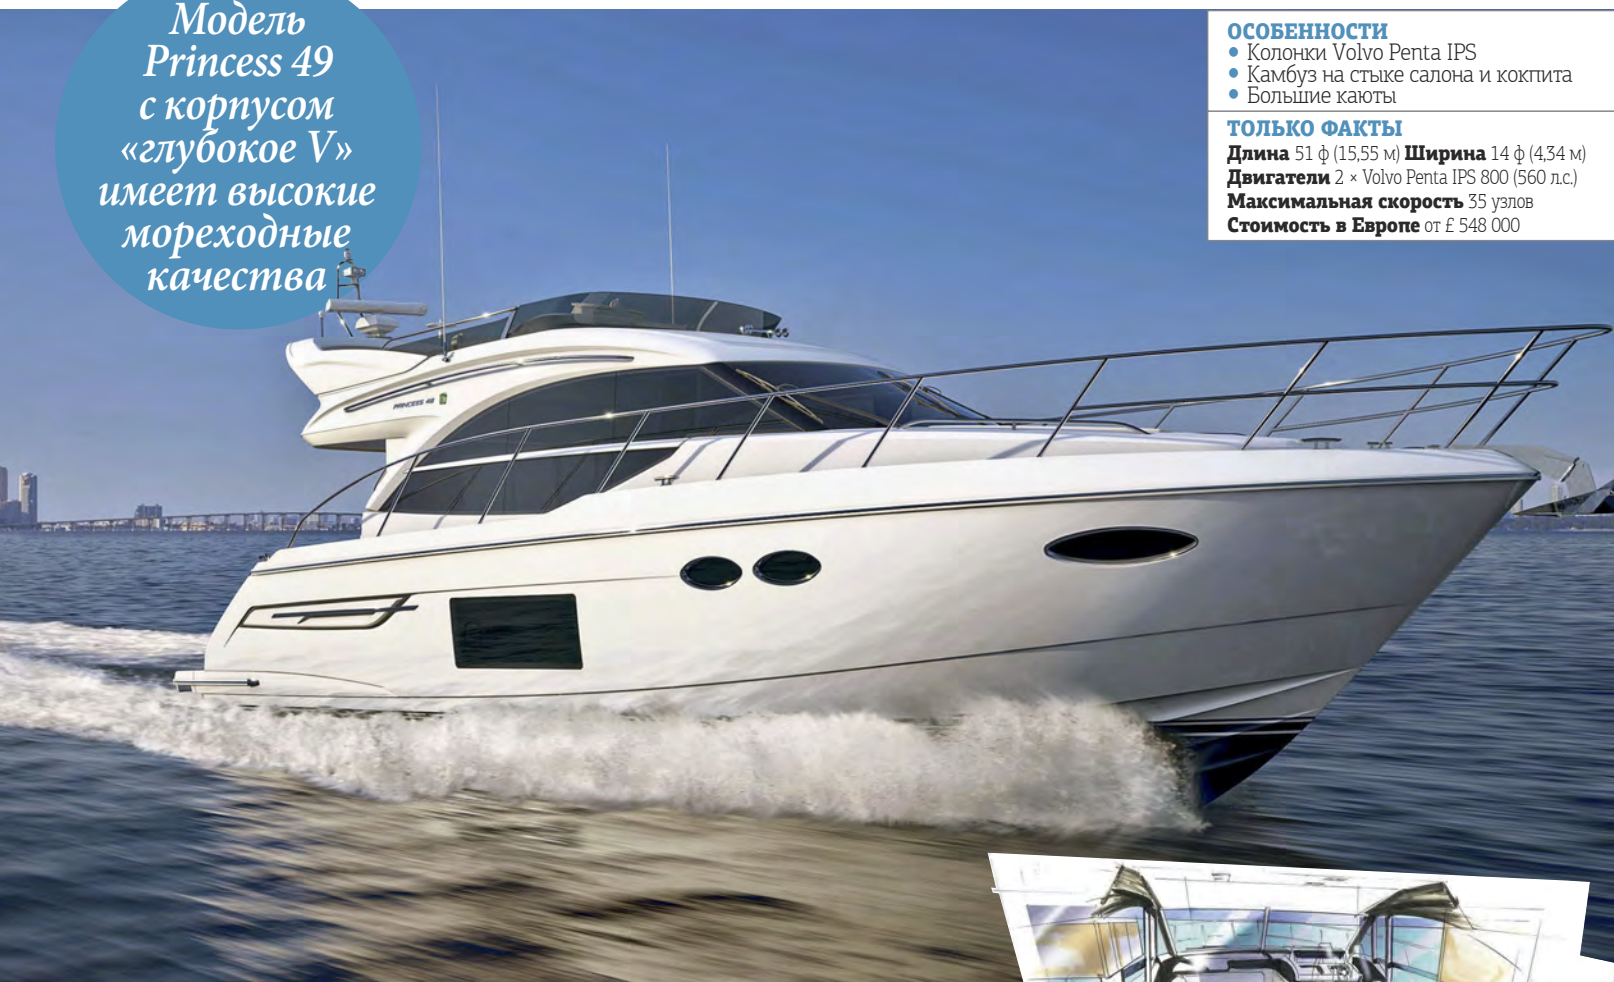 Модель
Princess 49
с корпусом
«глубокое V»
имеет высокие
мореходные
качества
ОСОБЕННОСТИ
• Колонки Volvo Penta IPS
• Камбуз на стыке салона и кокпита
• Большие каюты
ТОЛЬКО ФАКТЫ
Длина 51 ф (15,55 м) Ширина 14 ф (4,34 м)
Двигатели 2 × Volvo Penta IPS 800 (560 л.с.)
Максимальная скорость 35 узлов
Стоимость в Европе от £ 548 000
PRINCESS